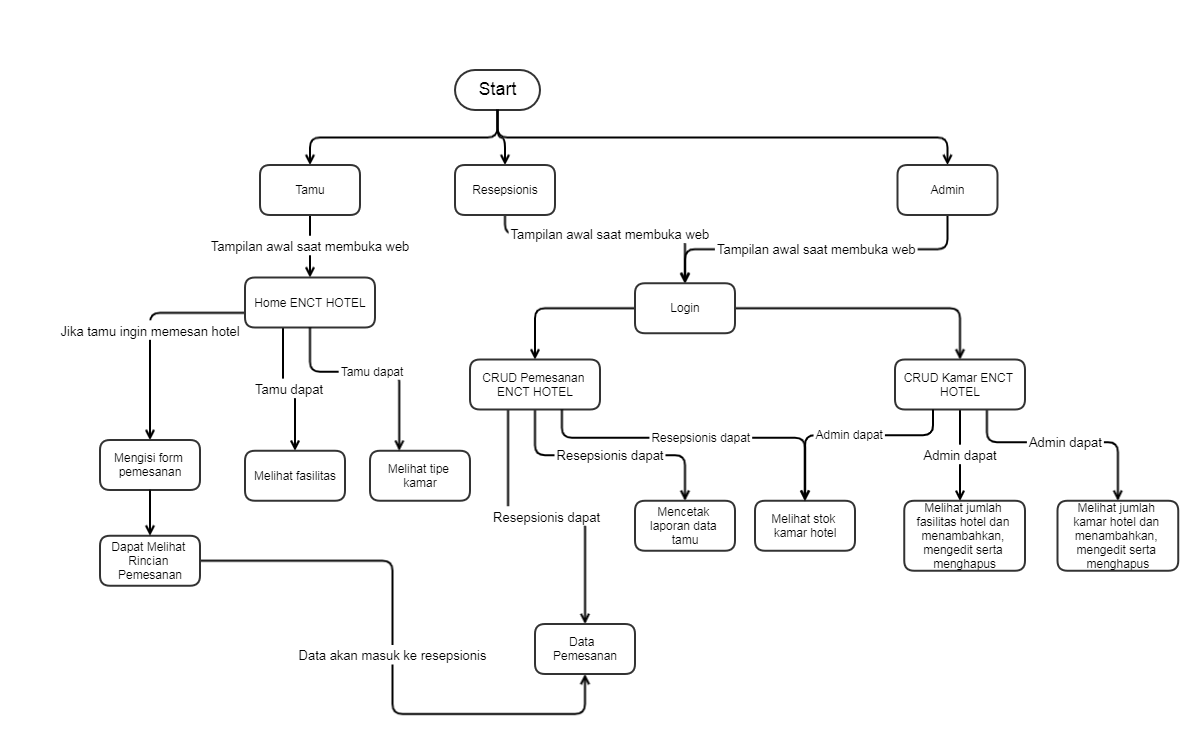 Start
Tamu
Resepsionis
Admin
Tampilan awal saat membuka web
Tampilan awal saat membuka web
Tampilan awal saat membuka web
Home ENCT HOTEL
Login
Jika tamu ingin memesan hotel
Tamu dapat
Tamu dapat
CRUD Pemesanan
ENCT HOTEL
CRUD Kamar ENCT
HOTEL
Resepsionis dapat
Admin dapat
Admin dapat
Resepsionis dapat
Admin dapat
Mengisi form
pemesanan
Melihat fasilitas
Melihat tipe
kamar
Resepsionis dapat
Mencetak
laporan data
tamu
Melihat stok
kamar hotel
Melihat jumlah
fasilitas hotel dan
menambahkan,
mengedit serta
menghapus
Melihat jumlah
kamar hotel dan
menambahkan,
mengedit serta
menghapus
Dapat Melihat
Rincian
Pemesanan
Data akan masuk ke resepsionis
Data
Pemesanan